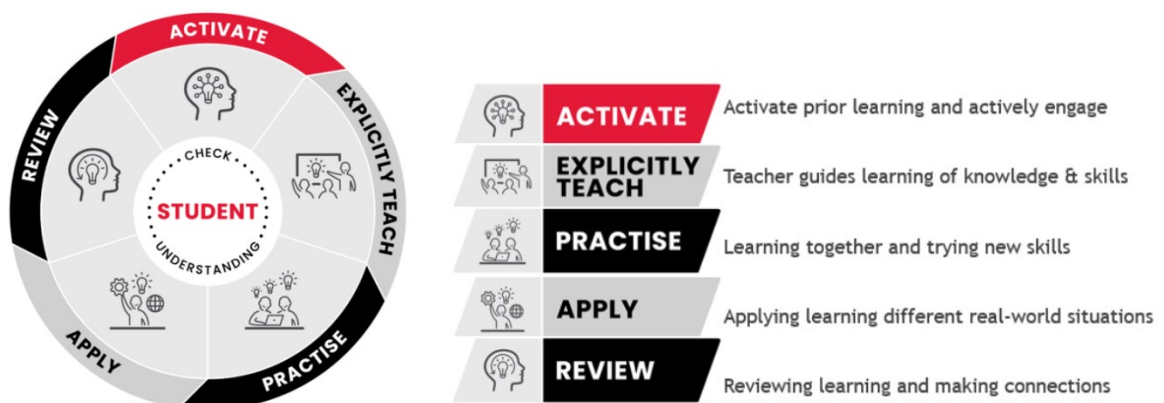 ACTIVATE
EXPLICITLY TEACH
PRACTISE
APPLY
REVIEW
CHECK
STUDENT
UNDERSTANDING
ACTIVATE
Activate prior learning and actively engage
EXPLICITLY
TEACH
Teacher guides learning of knowledge & skills
PRACTISE
Learning together and trying new skills
APPLY
Applying learning different real-world situations
REVIEW
Reviewing learning and making connections